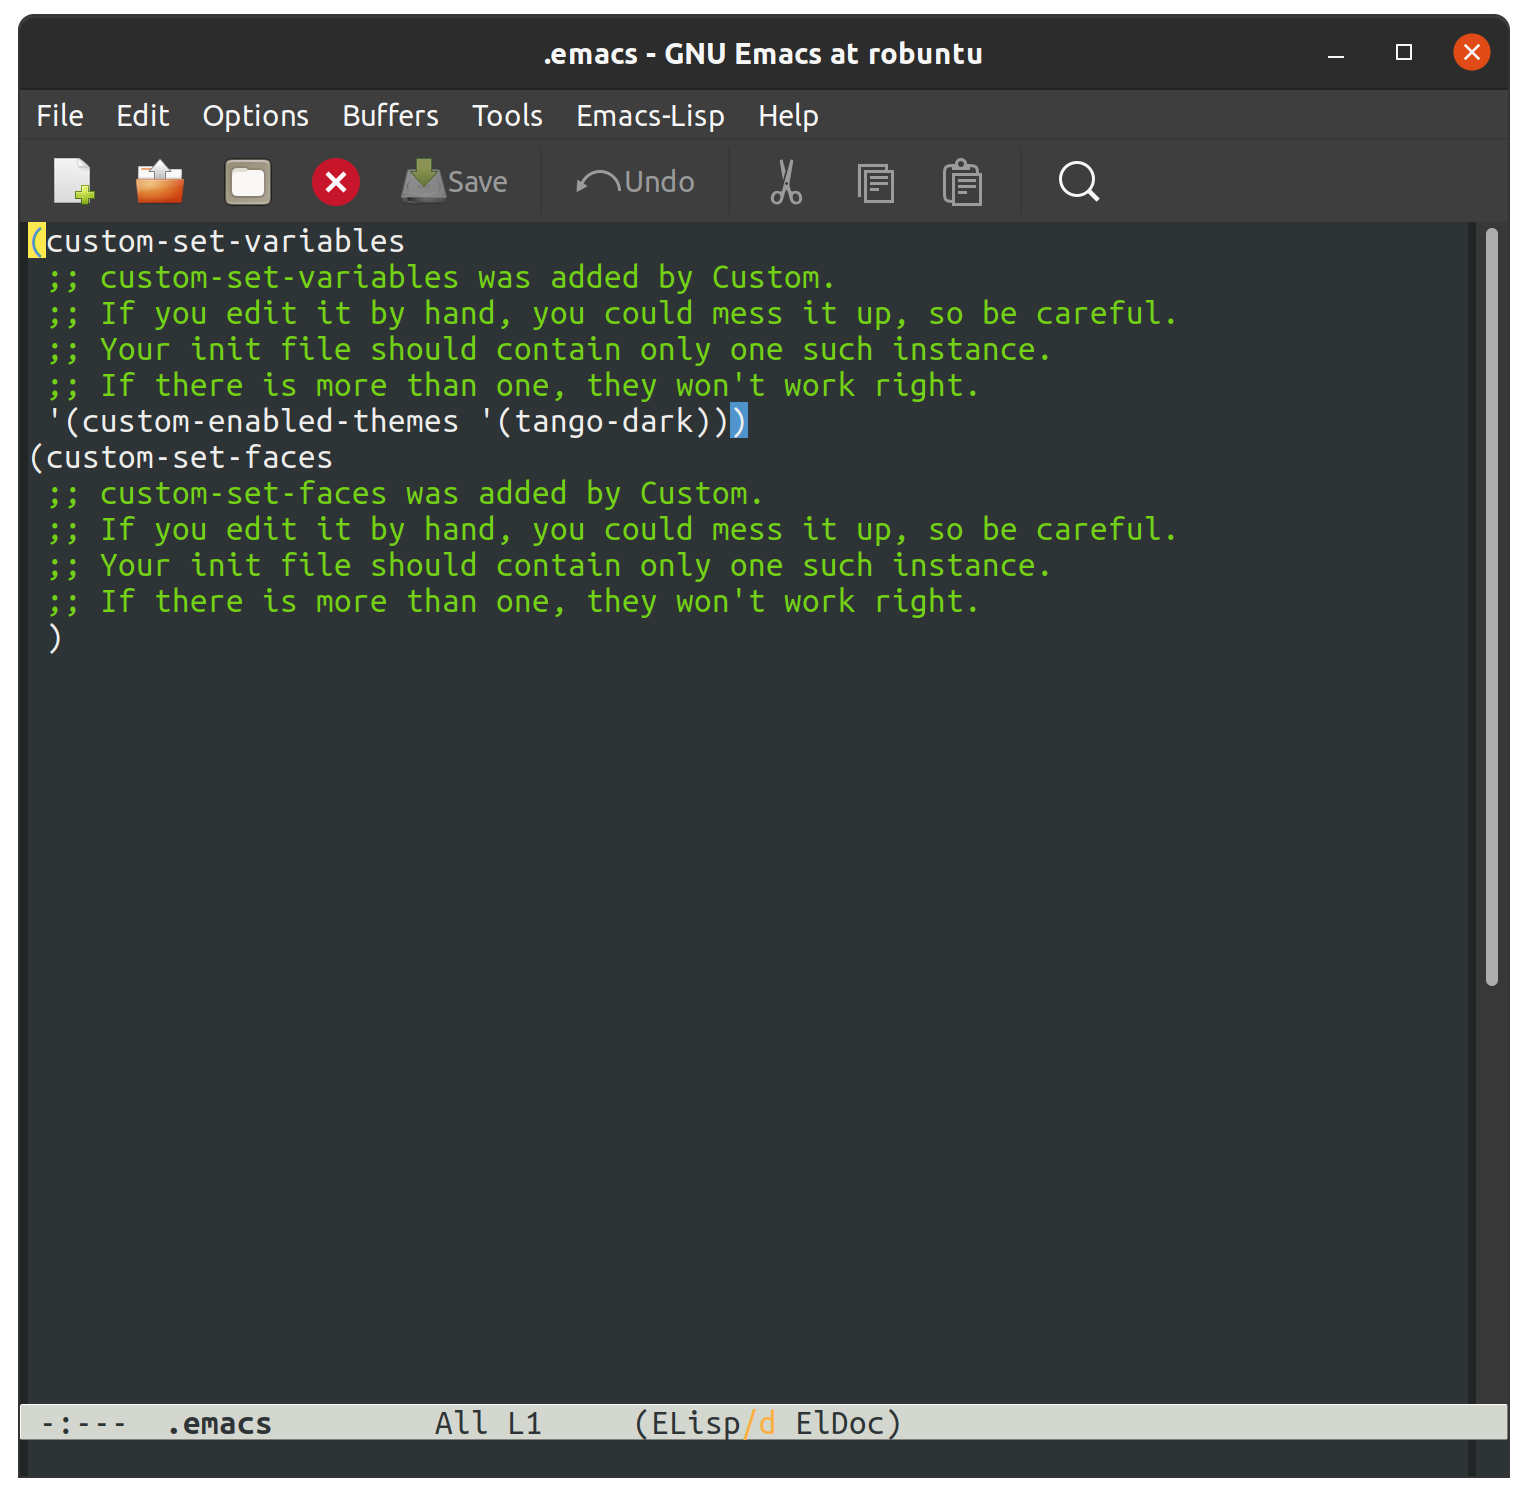 .emacs - GNU Emacs at robuntu
File Edit Options Buffers Tools Emacs-Lisp Help
Save Undo
(custom-set-variables
 ;; custom-set-variables was added by Custom.
 ;; If you edit it by hand, you could mess it up, so be careful.
 ;; Your init file should contain only one such instance.
 ;; If there is more than one, they won't work right.
 '(custom-enabled-themes '(tango-dark)))
(custom-set-faces
 ;; custom-set-faces was added by Custom.
 ;; If you edit it by hand, you could mess it up, so be careful.
 ;; Your init file should contain only one such instance.
 ;; If there is more than one, they won't work right.
 )
-:--- .emacs All L1 (ELisp/d ElDoc)